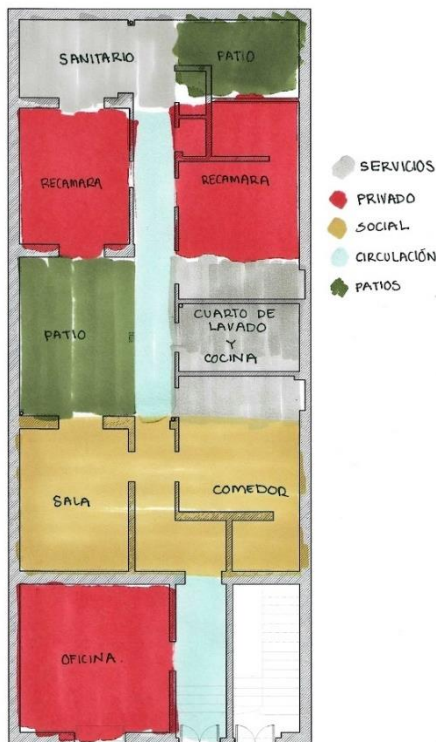 SANITARIO
PATIO
RECAMARA
RECAMARA
PATIO
CUARTO DE
LAVADO
Y
COCINA
SALA
COMEDOR
OFICINA.
SERVICIOS
PRIVADO
SOCIAL
CIRCULACIÓN
PATIOS